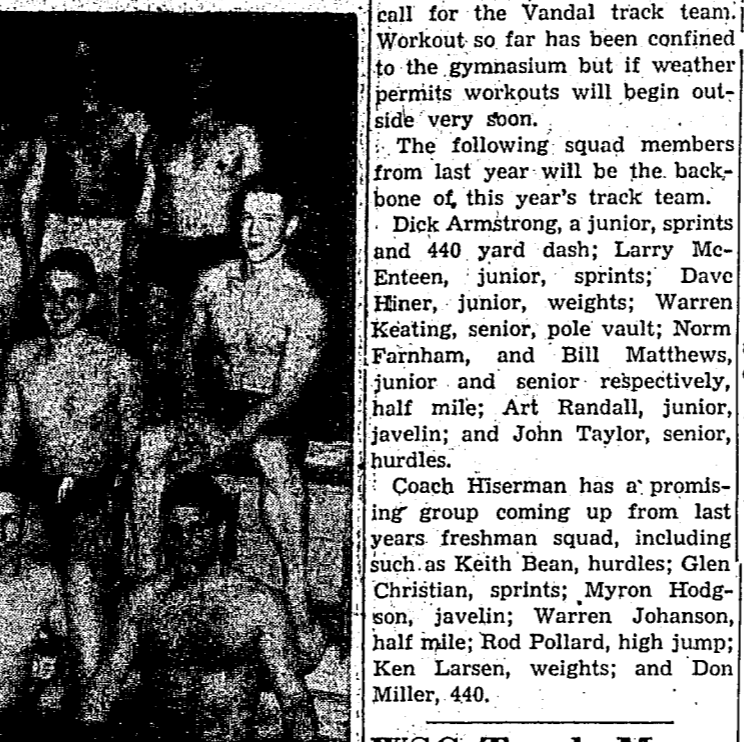 call for the Vandal track team.
Workout so far has been confined
to the gymnasium but if weather
permits workouts will begin out-
side very soon.
The following squad members
from last year will be the back-
bone of this year's track team.
Dick Armstrong, a junior, sprints
and 440 yard dash; Larry Mc-
Enteen, junior, sprints; Dave
Hiner, junior, weights; Warren
Keating, senior, pole vault; Norm
Farnham, and Bill Matthews,
junior and senior respectively,
half mile; Art Randall, junior,
javelin; and John Taylor, senior,
hurdles.
Coach Hiserman has a promis-
ing group coming up from last
years freshman squad, including
such as Keith Bean, hurdles; Glen
Christian, sprints; Myron Hodg-
son, javelin; Warren Johanson,
half mile; Rod Pollard, high jump;
Ken Larsen, weights; and Don
Miller, 440.